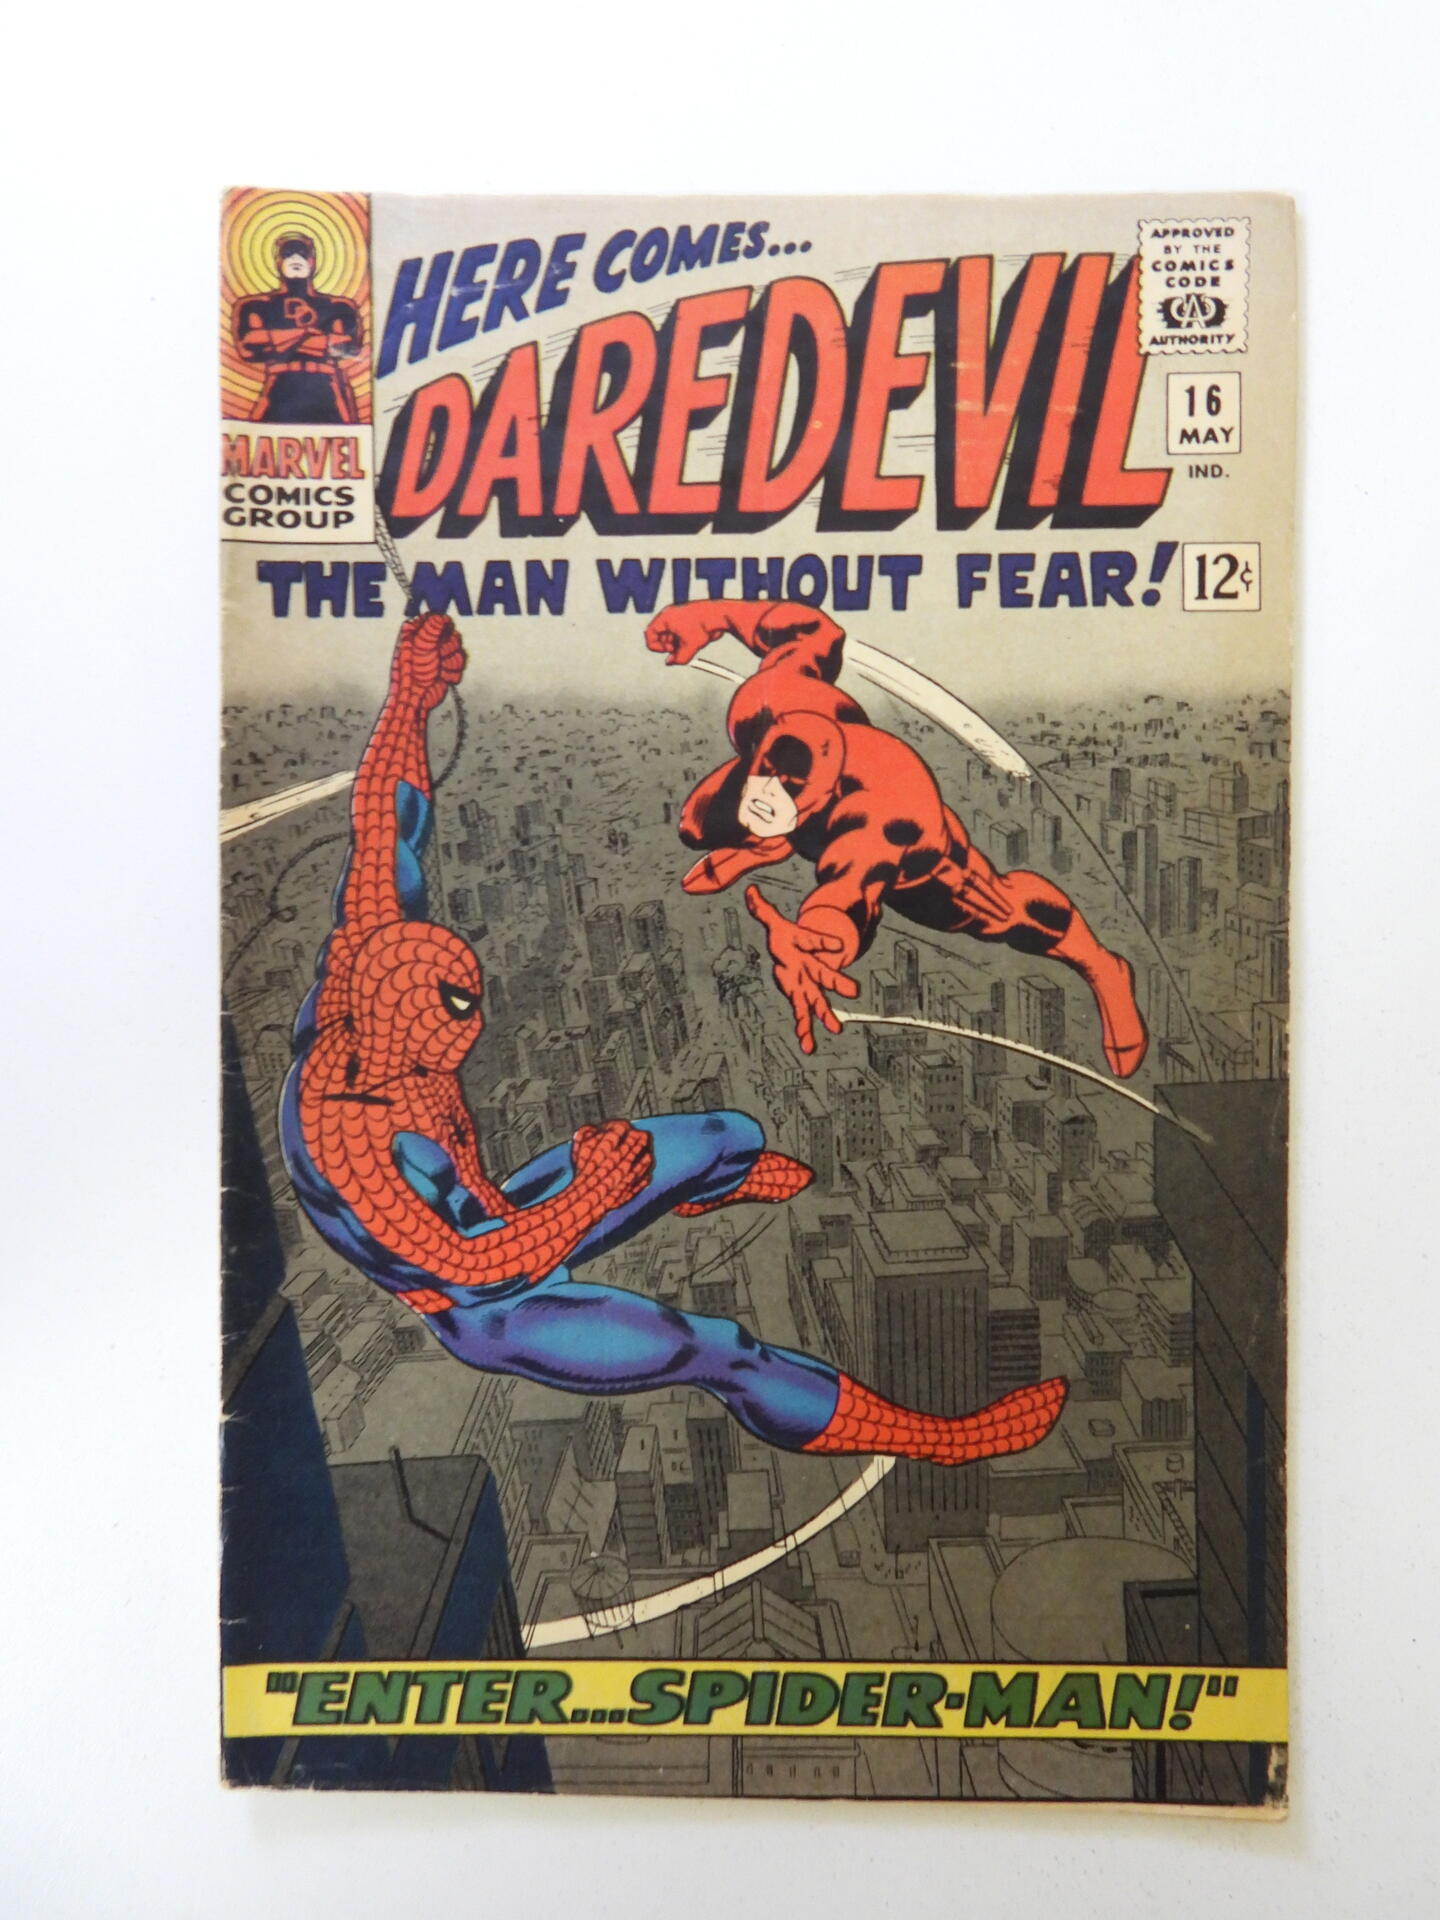 HERE COMES...
DAREDEVIL
THE MAN WITHOUT FEAR!
DD
MARVEL
COMICS
GROUP
APPROVED
BY THE
COMICS
CODE
CA
AUTHORITY
16
MAY
IND.
12¢
"ENTER...SPIDER-MAN!"